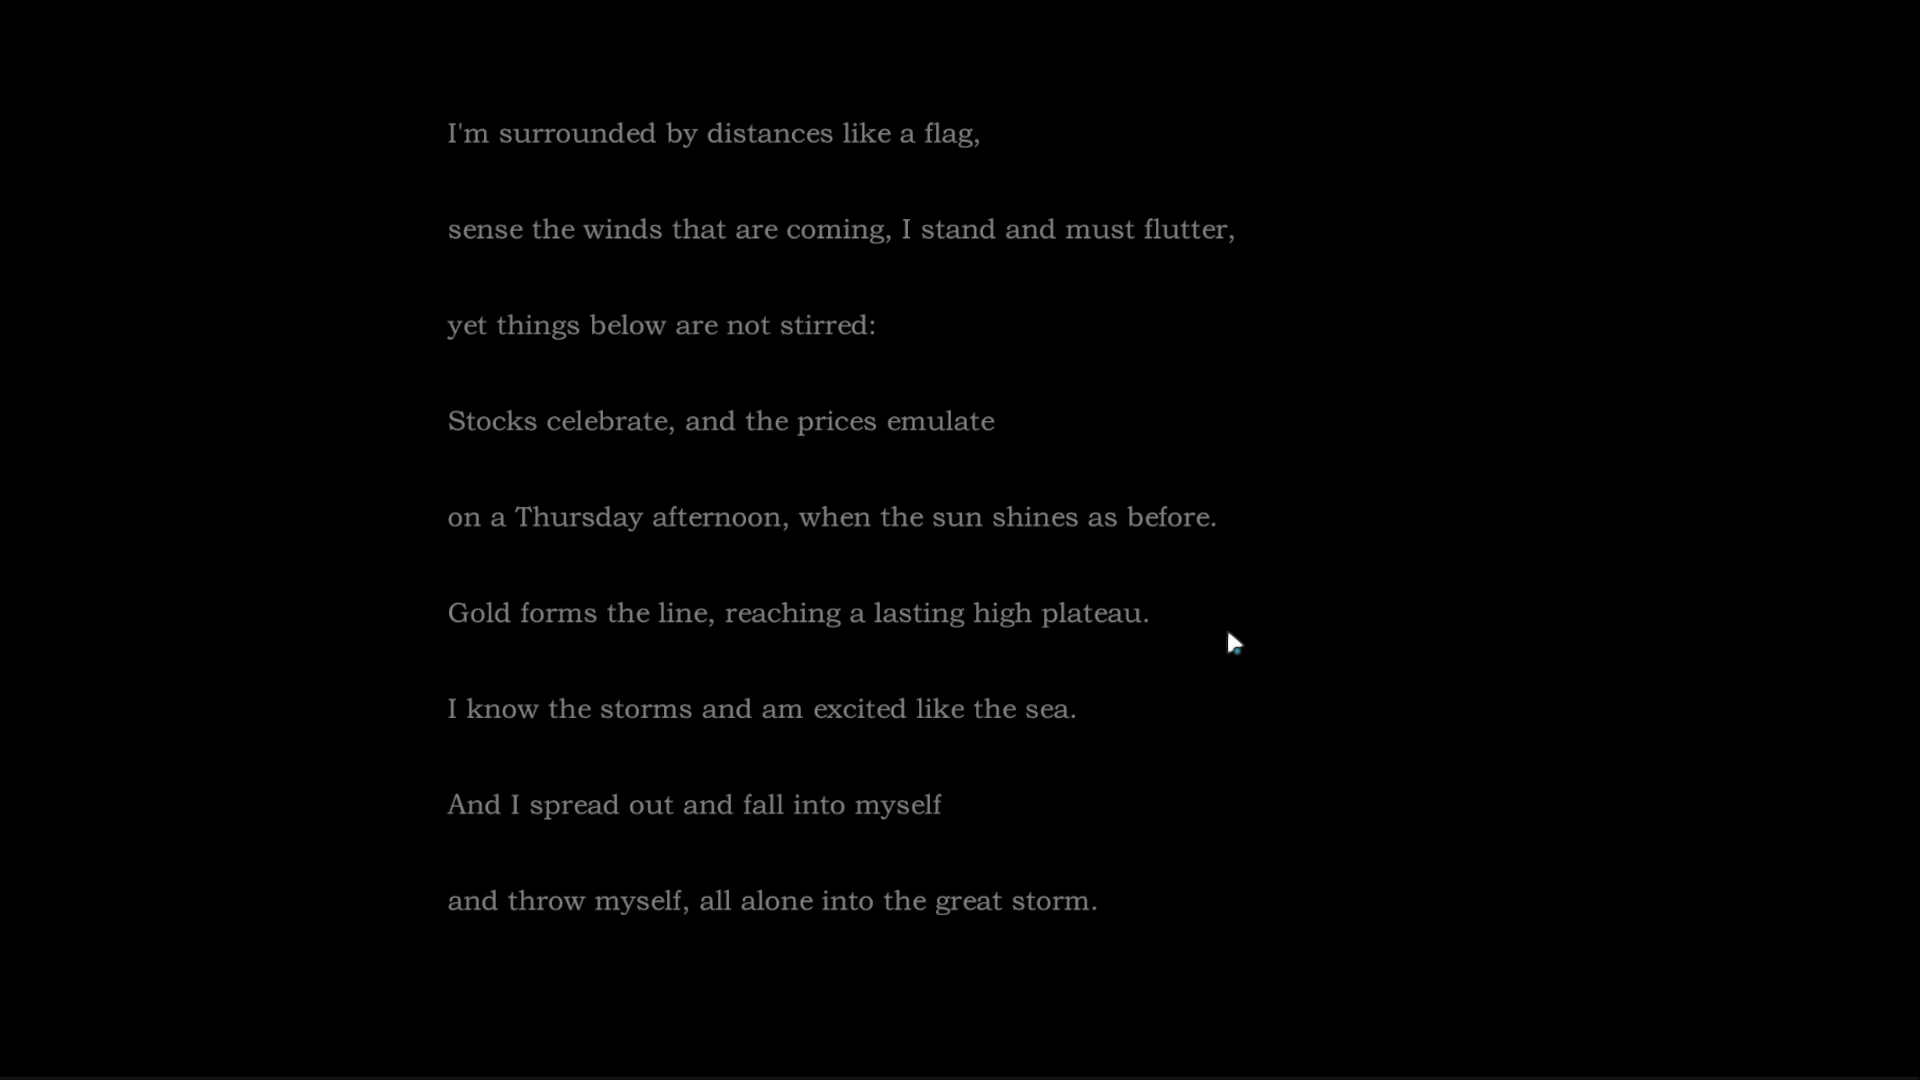 I'm surrounded by distances like a flag,
sense the winds that are coming, I stand and must flutter,
yet things below are not stirred:
Stocks celebrate, and the prices emulate
on a Thursday afternoon, when the sun shines as before.
Gold forms the line, reaching a lasting high plateau.
I know the storms and am excited like the sea.
And I spread out and fall into myself
and throw myself, all alone into the great storm.